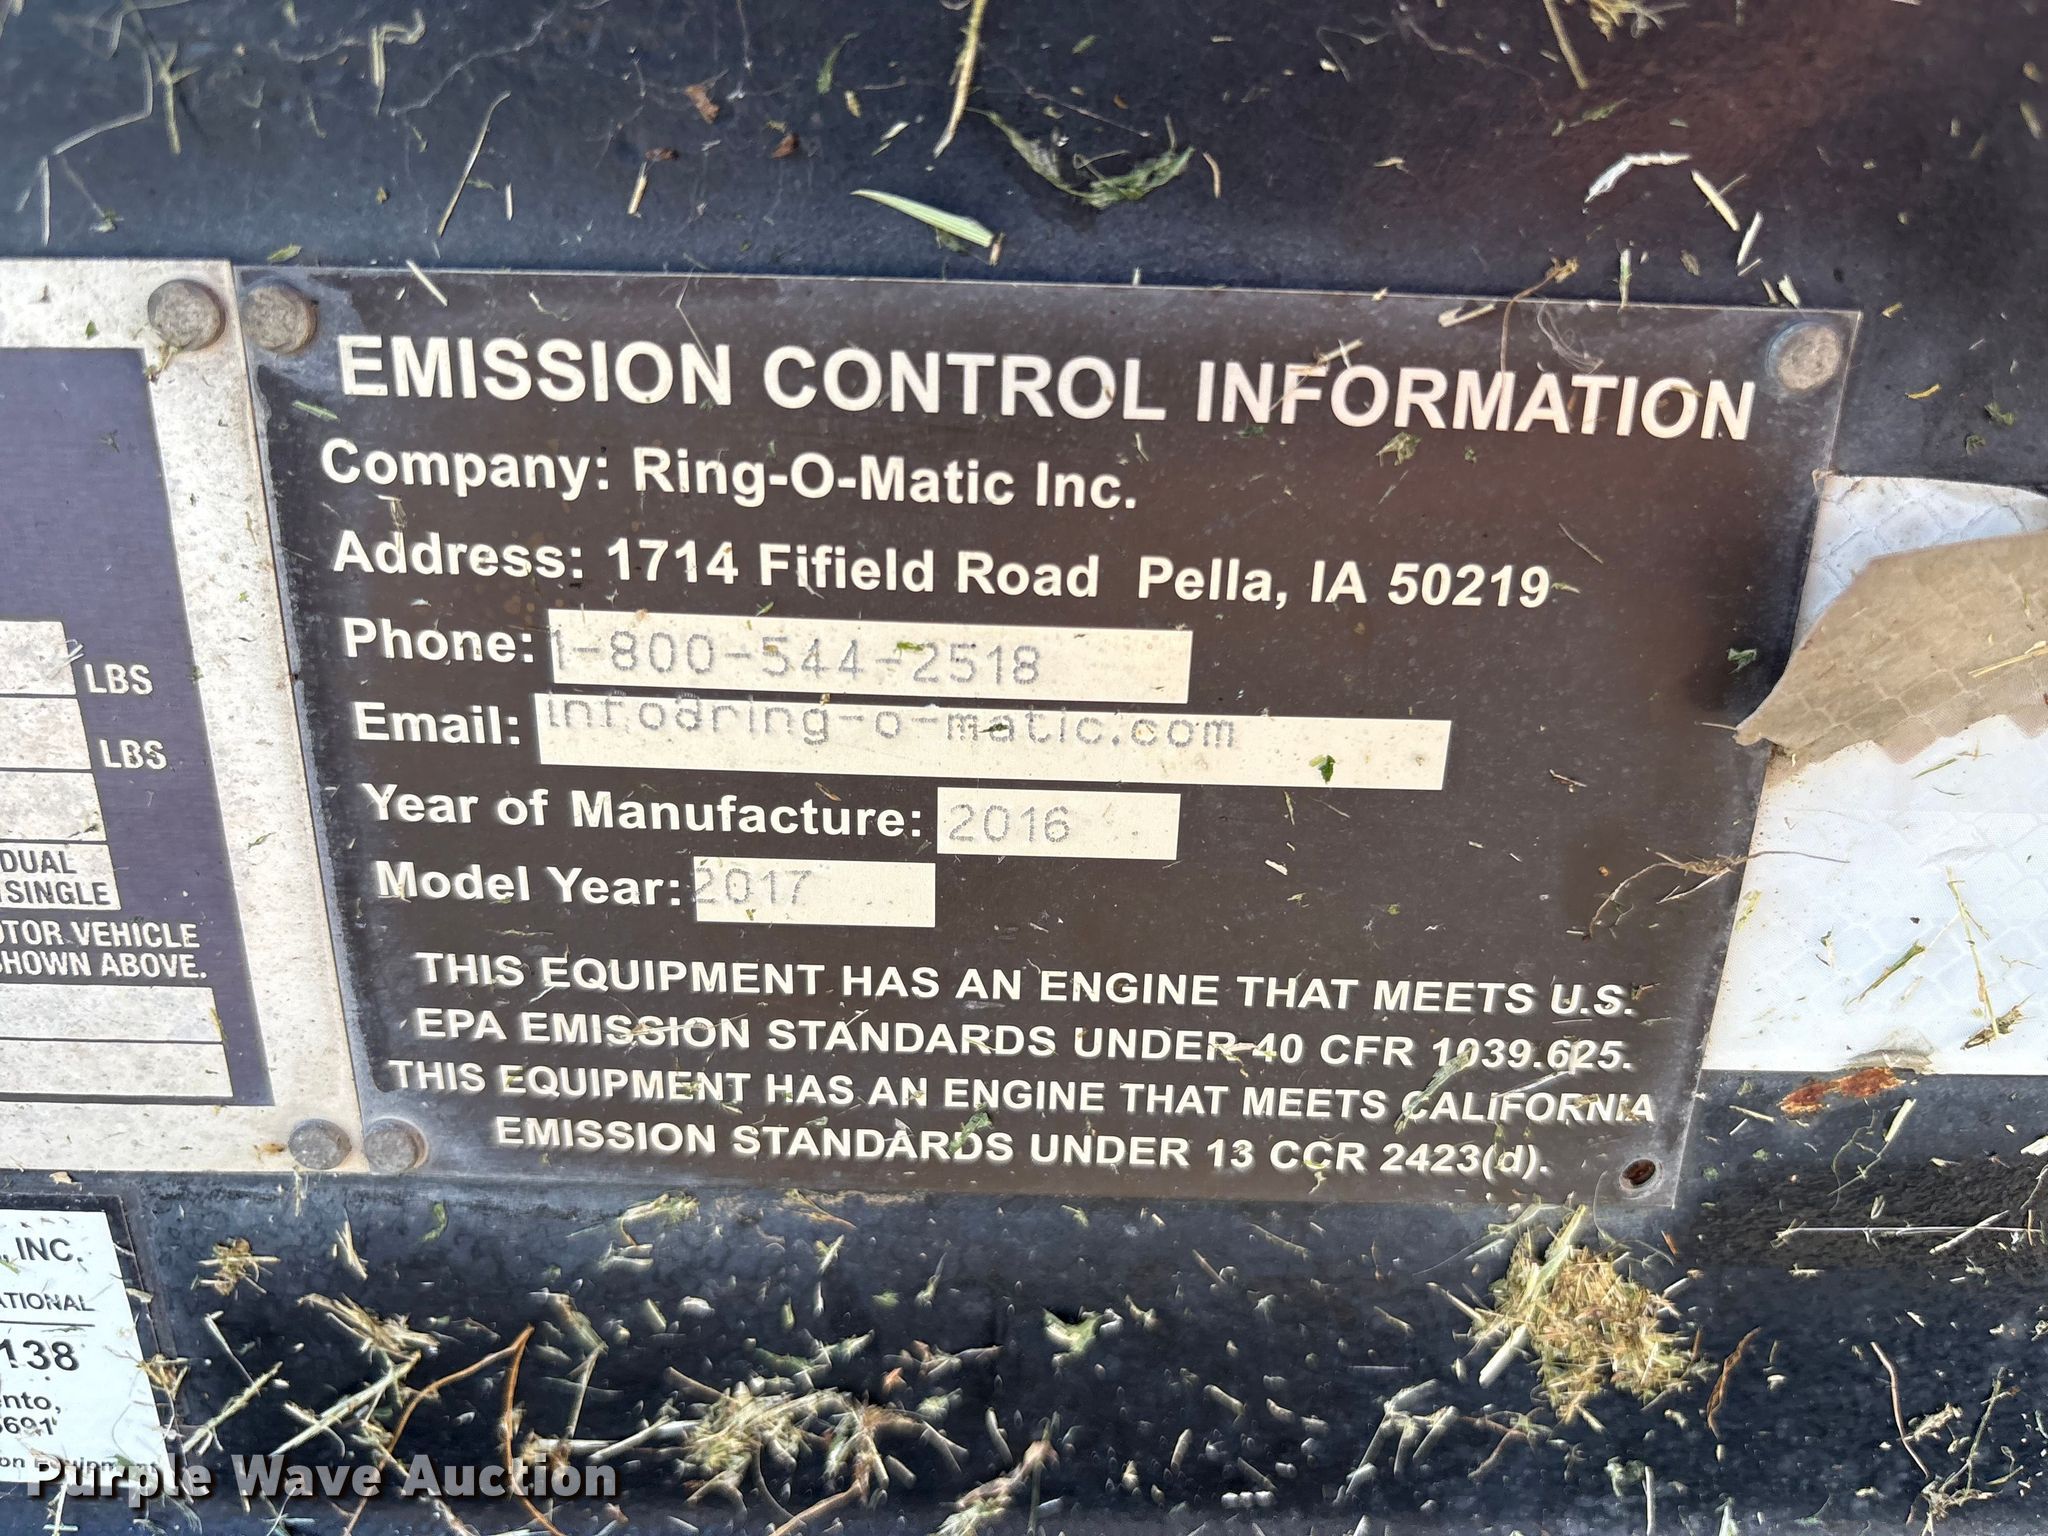 EMISSION CONTROL INFORMATION
Company: Ring-O-Matic Inc.
Address: 1714 Fifield Road Pella, IA 50219
Phone: 1-800-544-2518
Email: info@ring-o-matic.com
Year of Manufacture: 2016
Model Year: 2017
THIS EQUIPMENT HAS AN ENGINE THAT MEETS U.S.
EPA EMISSION STANDARDS UNDER 40 CFR 1039.625.
THIS EQUIPMENT HAS AN ENGINE THAT MEETS CALIFORNIA
EMISSION STANDARDS UNDER 13 CCR 2423(d).
LBS
LBS
DUAL
SINGLE
VEHICLE
SHOWN ABOVE.
INC.
138
Purple Wave Auction